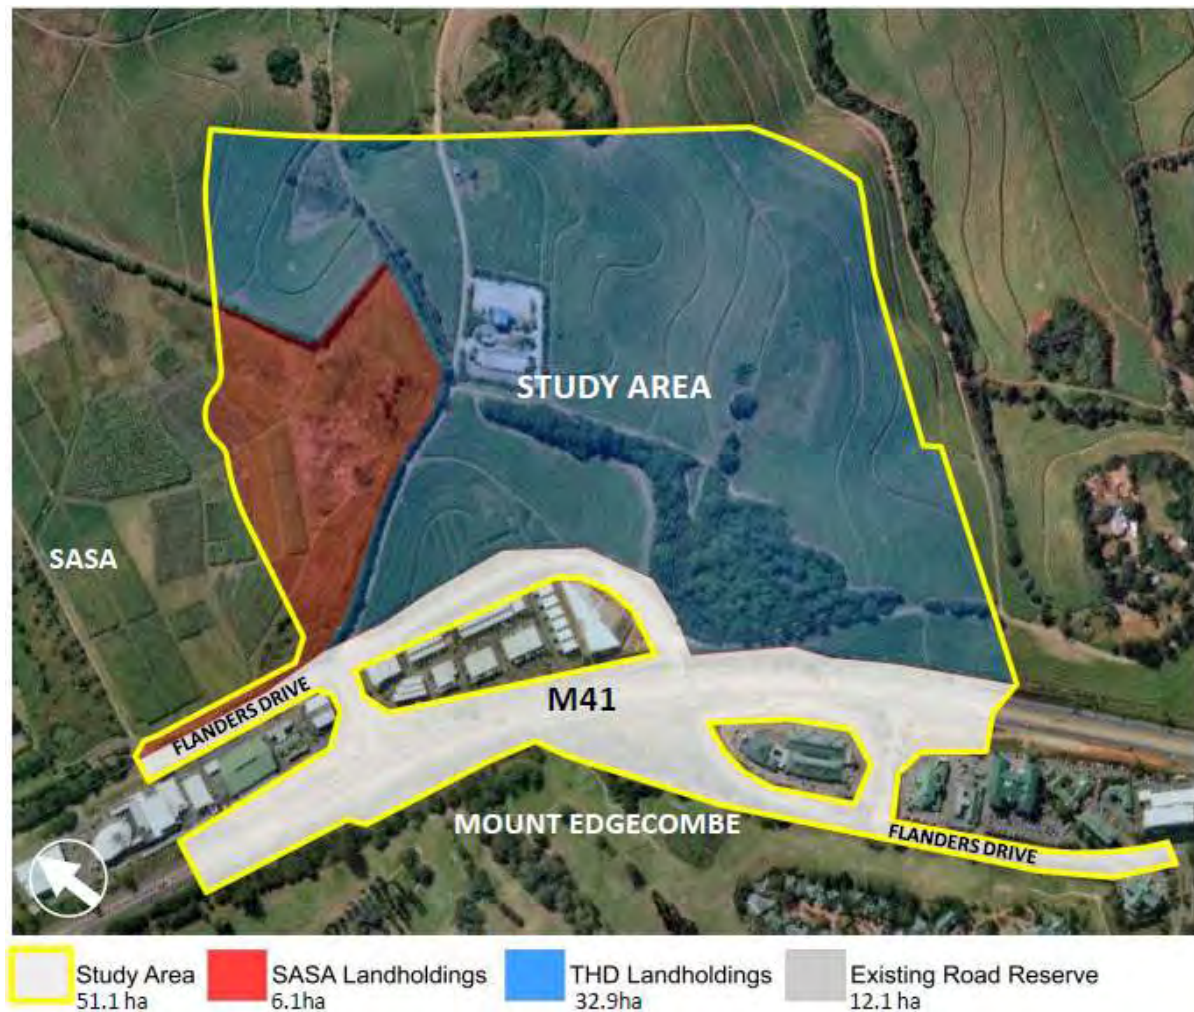 STUDY AREA
SASA
FLANDERS DRIVE
M41
MOUNT EDGECOMBE
FLANDERS DRIVE
Study Area
51.1 ha
SASA Landholdings
6.1ha
THD Landholdings
32.9ha
Existing Road Reserve
12.1 ha